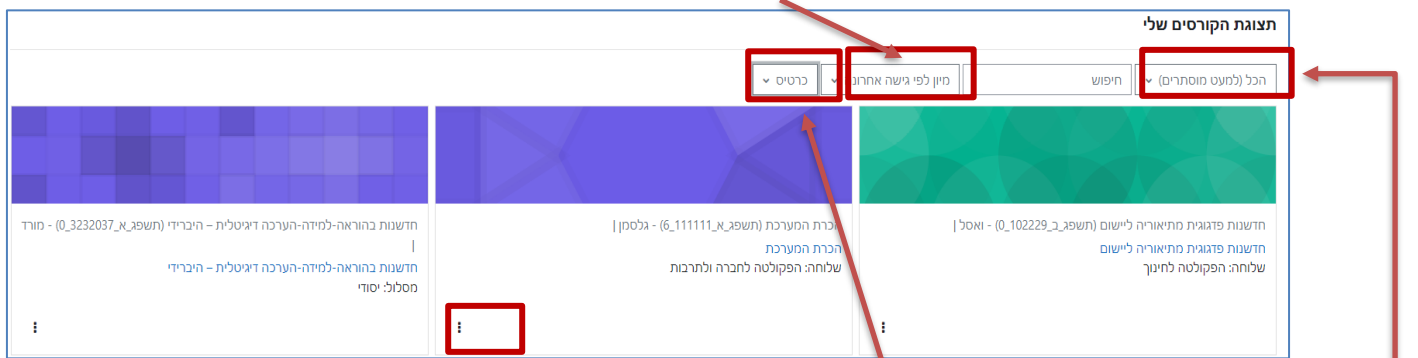 תצוגת הקורסים שלי
הכל (למעט מוסתרים)
חיפוש
מיון לפי גישה אחרונ
כרטיס
חדשנות פדגוגית מתיאוריה ליישום (תשפג_ב_102229_0) - ואסל |
חדשנות פדגוגית מתיאוריה ליישום
שלוחה: הפקולטה לחינוך
הכרת המערכת (תשפג_א_111111_6) - גלסמן |
הכרת המערכת
שלוחה: הפקולטה לחברה ולתרבות
חדשנות בהוראה-למידה-הערכה דיגיטלית – היברידי (תשפג_א_3232037_0) - מורד
|
חדשנות בהוראה-למידה-הערכה דיגיטלית – היברידי
מסלול: יסודי